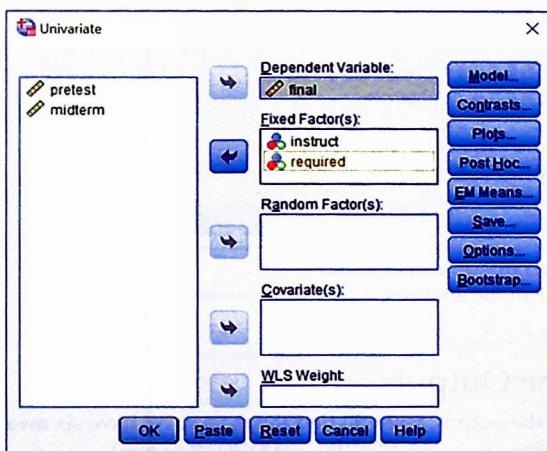 Univariate
pretest
midterm
Dependent Variable:
final
Fixed Factor(s):
instruct
required
Random Factor(s):
Covariate(s):
WLS Weight:
Model...
Contrasts...
Plots...
Post Hoc...
EM Means...
Save...
Options...
Bootstrap...
OK
Paste
Reset
Cancel
Help